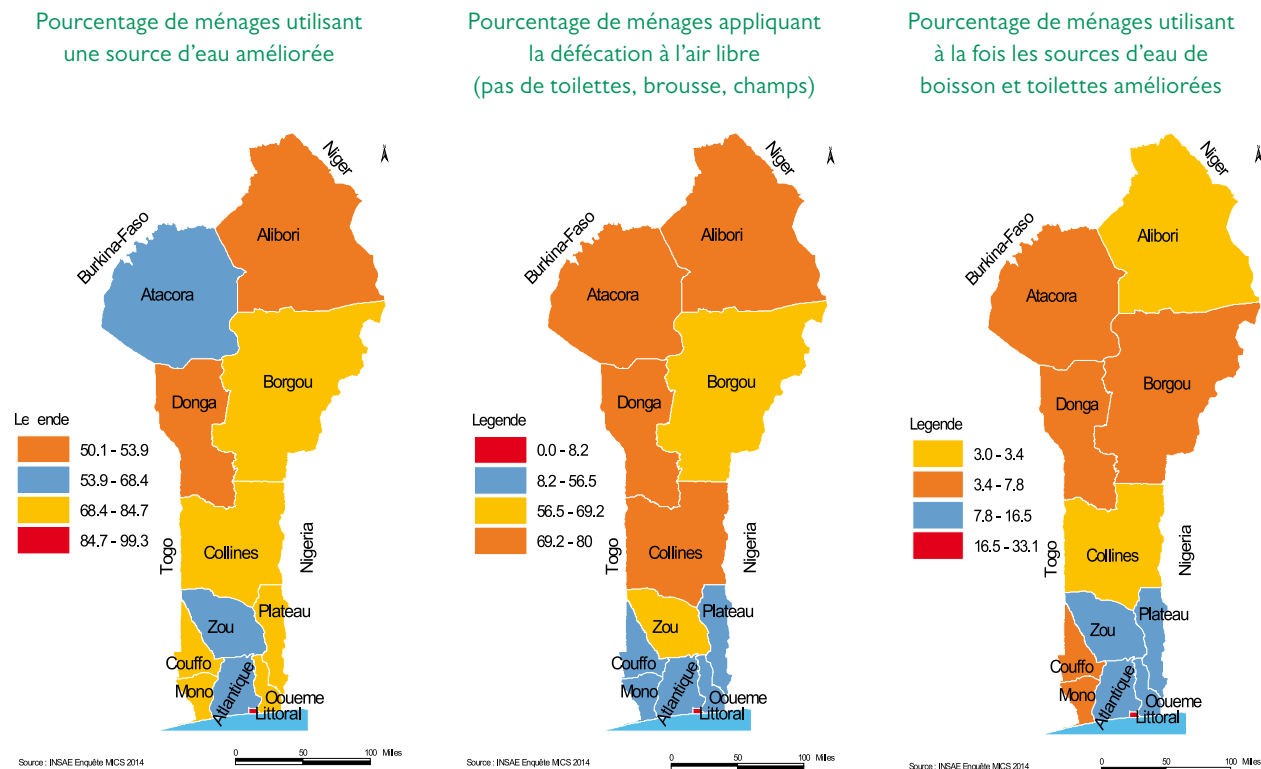 Pourcentage de ménages utilisant
une source d'eau améliorée
Niger
Burkina-Faso
Alibori
Atacora
Borgou
Donga
Le ende
50.1 - 53.9
53.9 - 68.4
68.4 - 84.7
84.7 - 99.3
Togo
Collines
Nigeria
Plateau
Zou
Couffo
Mono
Atlantique
Ooueme
Littoral
0 50 100 Miles
Source : INSAE Enquête MICS 2014
Pourcentage de ménages appliquant
la défécation à l'air libre
(pas de toilettes, brousse, champs)
Niger
Burkina-Faso
Alibori
Atacora
Borgou
Donga
Legende
0.0 - 8.2
8.2 - 56.5
56.5 - 69.2
69.2 - 80
Togo
Collines
Nigeria
Plateau
Zou
Couffo
Mono
Atlantique
Ooueme
Littoral
0 50 100 Miles
Source : INSAE Enquête MICS 2014
Pourcentage de ménages utilisant
à la fois les sources d'eau de
boisson et toilettes améliorées
Niger
Burkina-Faso
Alibori
Atacora
Borgou
Donga
Legende
3.0 - 3.4
3.4 - 7.8
7.8 - 16.5
16.5 - 33.1
Togo
Collines
Nigeria
Plateau
Zou
Couffo
Mono
Atlantique
Ooueme
Littoral
0 50 100 Miles
Source : INSAE Enquête MICS 2014